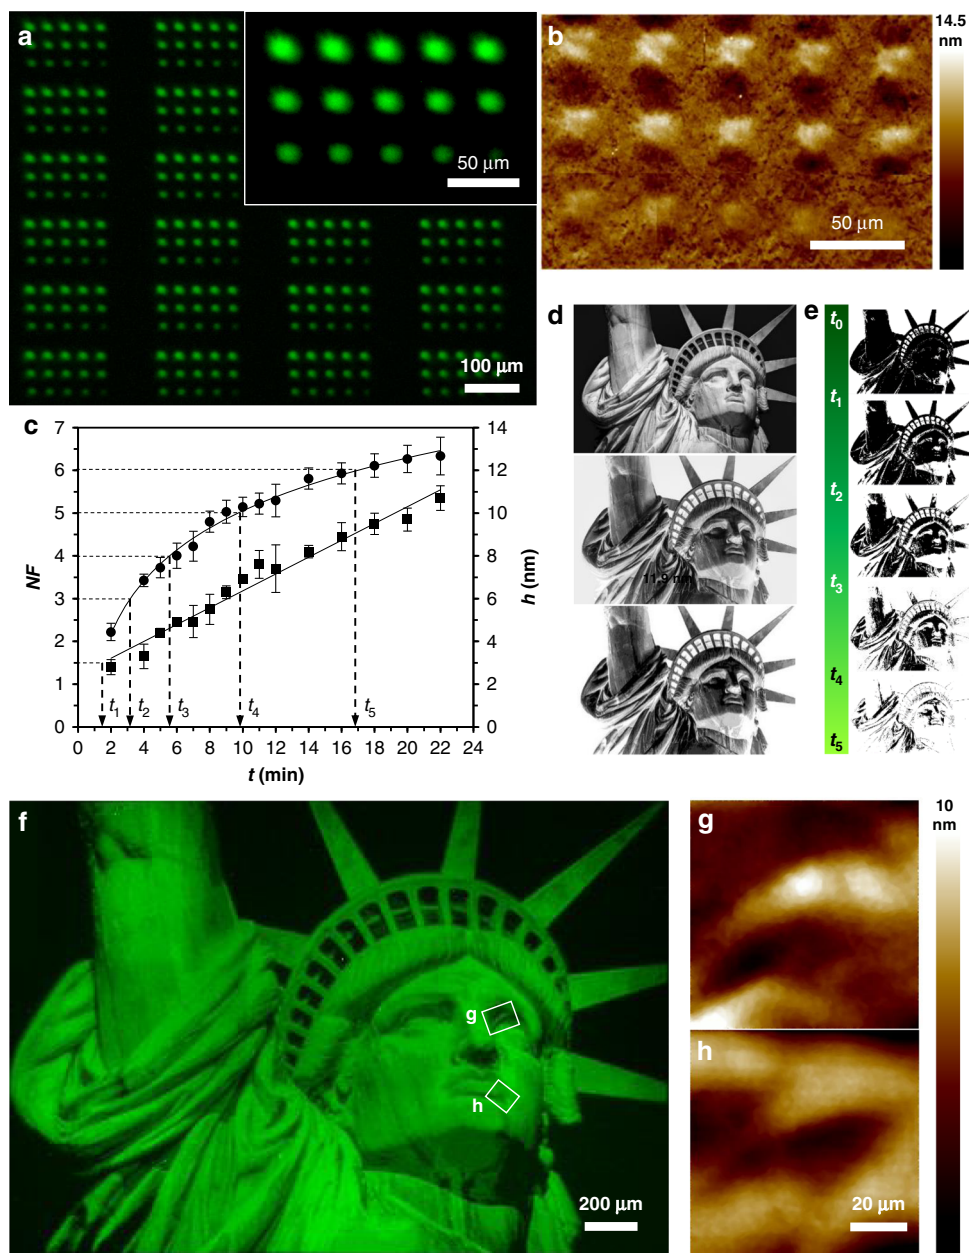 a
50 µm
100 µm
b
50 µm
14.5
nm
c
7
6
5
4
3
2
1
0
NF
14
12
10
8
6
4
2
0
h (nm)
t1 t2 t3 t4 t5
0 2 4 6 8 10 12 14 16 18 20 22 24
t (min)
d
11.9 nm
e
t0
t1
t2
t3
t4
t5
f
g
h
200 µm
g
10
nm
h
20 µm